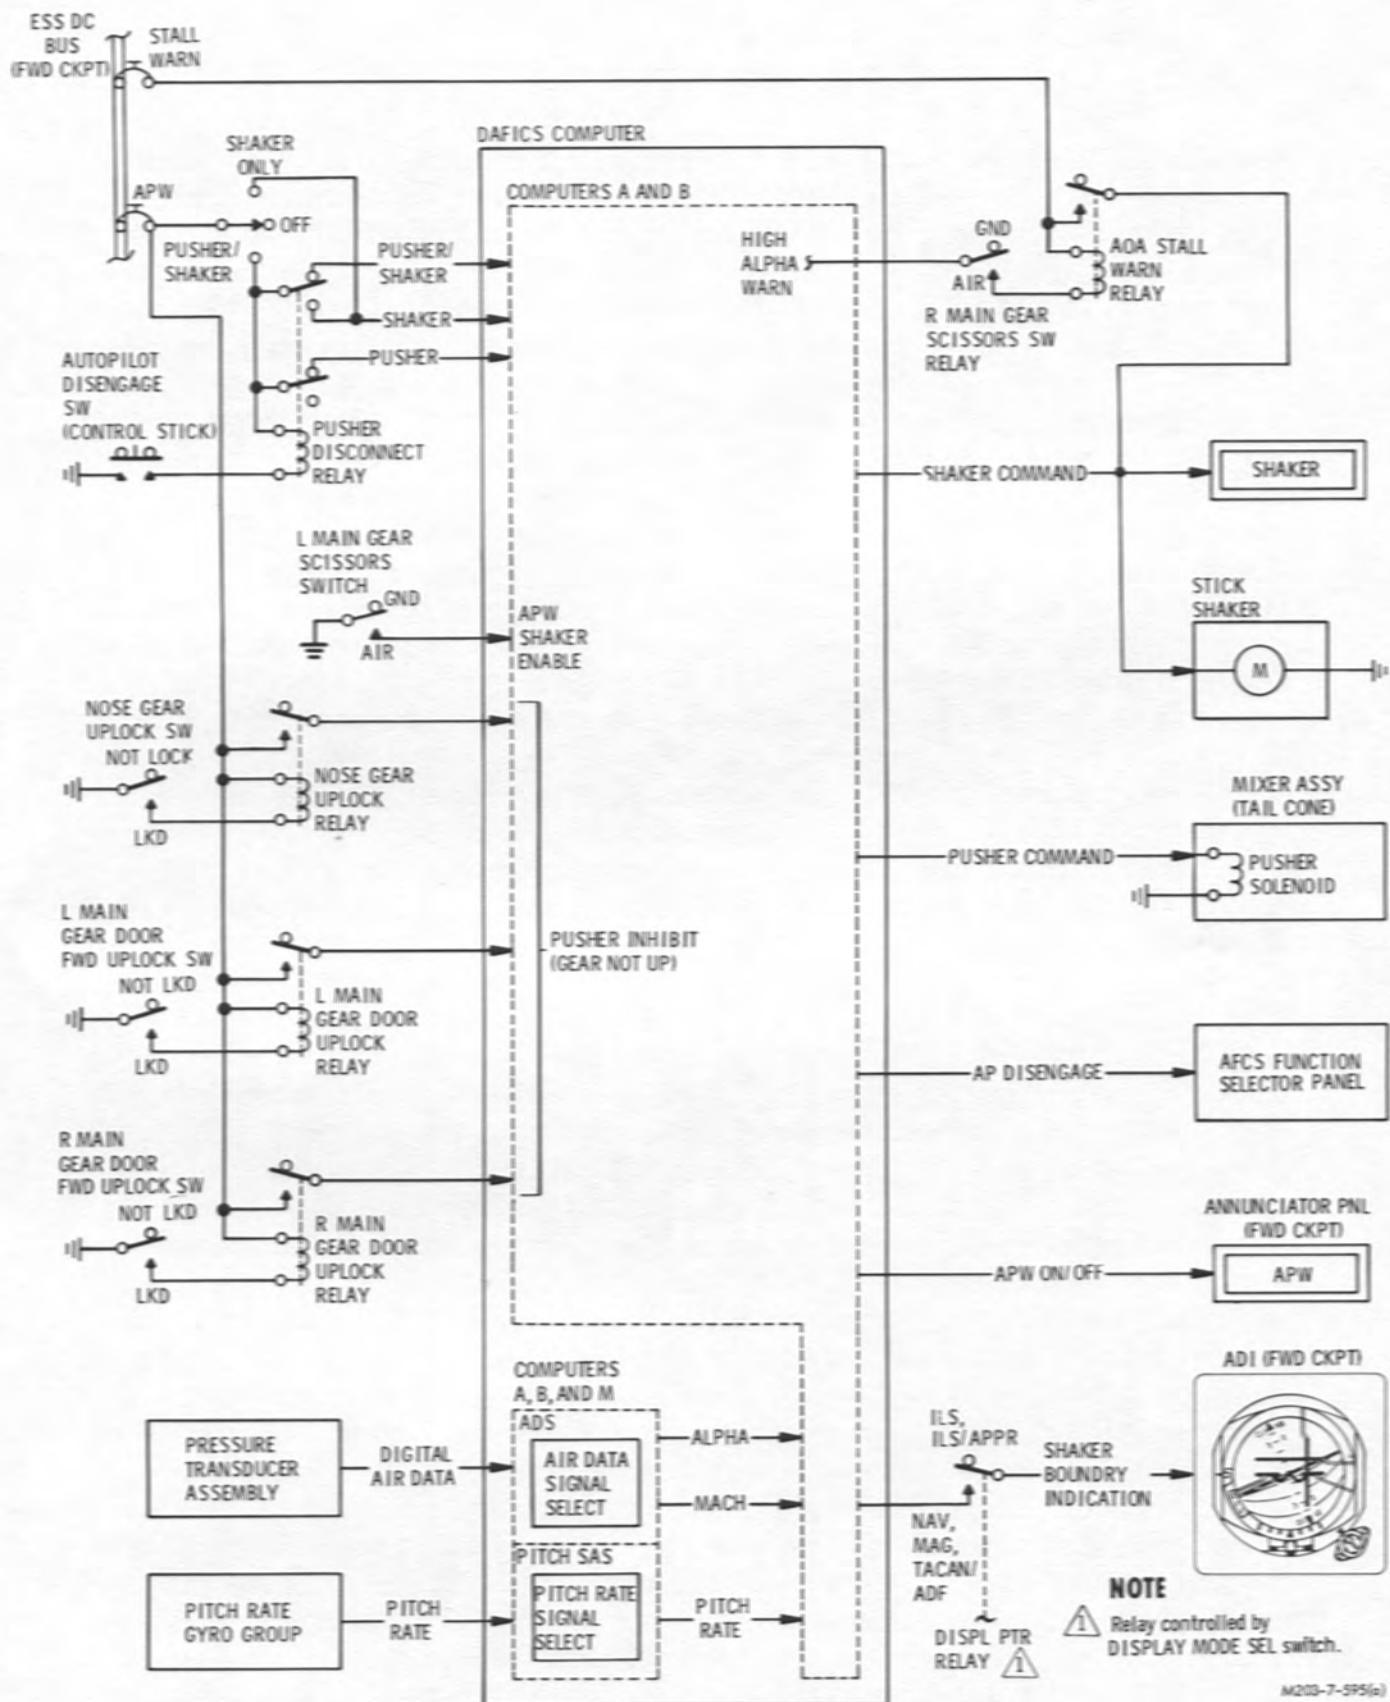 ESS DC
BUS
(FWD CKPT)
STALL
WARN
DAFICS COMPUTER
SHAKER
ONLY
APW
OFF
PUSHER/
SHAKER
PUSHER/
SHAKER
SHAKER
PUSHER
AUTOPILOT
DISENGAGE
SW
(CONTROL STICK)
PUSHER
DISCONNECT
RELAY
COMPUTERS A AND B
HIGH
ALPHA
WARN
GND
AIR
R MAIN GEAR
SCISSORS SW
RELAY
AOA STALL
WARN
RELAY
SHAKER COMMAND
SHAKER
L MAIN GEAR
SCISSORS
SWITCH
GND
AIR
APW
SHAKER
ENABLE
STICK
SHAKER
M
NOSE GEAR
UPLOCK SW
NOT LOCK
LKD
NOSE GEAR
UPLOCK
RELAY
MIXER ASSY
(TAIL CONE)
PUSHER COMMAND
PUSHER
SOLENOID
L MAIN
GEAR DOOR
FWD UPLOCK SW
NOT LKD
LKD
L MAIN
GEAR DOOR
UPLOCK
RELAY
PUSHER INHIBIT
(GEAR NOT UP)
AP DISENGAGE
AFCS FUNCTION
SELECTOR PANEL
R MAIN
GEAR DOOR
FWD UPLOCK SW
NOT LKD
LKD
R MAIN
GEAR DOOR
UPLOCK
RELAY
ANNUNCIATOR PNL
(FWD CKPT)
APW ON/OFF
APW
COMPUTERS
A, B, AND M
ADS
PRESSURE
TRANSDUCER
ASSEMBLY
DIGITAL
AIR DATA
AIR DATA
SIGNAL
SELECT
ALPHA
MACH
PITCH SAS
PITCH RATE
GYRO GROUP
PITCH
RATE
PITCH RATE
SIGNAL
SELECT
PITCH
RATE
ADI (FWD CKPT)
ILS,
ILS/APPR
SHAKER
BOUNDRY
INDICATION
NAV,
MAG,
TACAN/
ADF
DISPL PTR
RELAY 1
NOTE
1 Relay controlled by
DISPLAY MODE SEL switch.
M203-7-595(a)